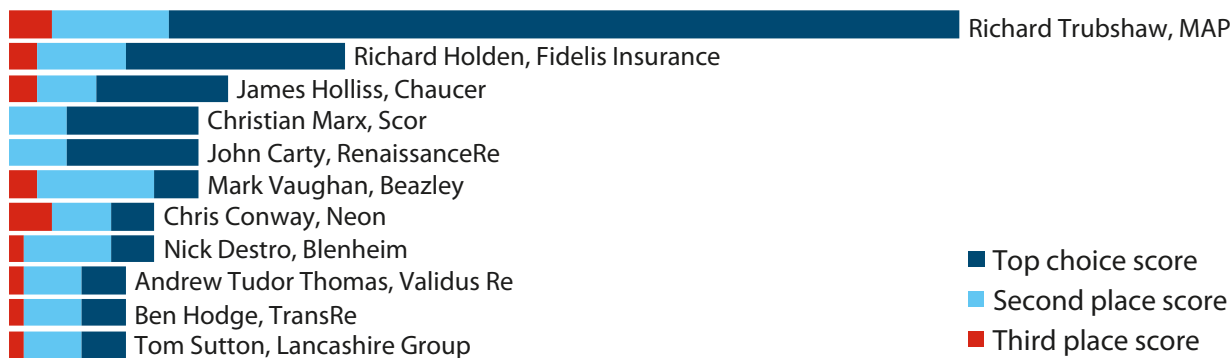 Richard Trubshaw, MAP
Richard Holden, Fidelis Insurance
James Holliss, Chaucer
Christian Marx, Scor
John Carty, RenaissanceRe
Mark Vaughan, Beazley
Chris Conway, Neon
Nick Destro, Blenheim
Andrew Tudor Thomas, Validus Re
Ben Hodge, TransRe
Tom Sutton, Lancashire Group
Top choice score
Second place score
Third place score